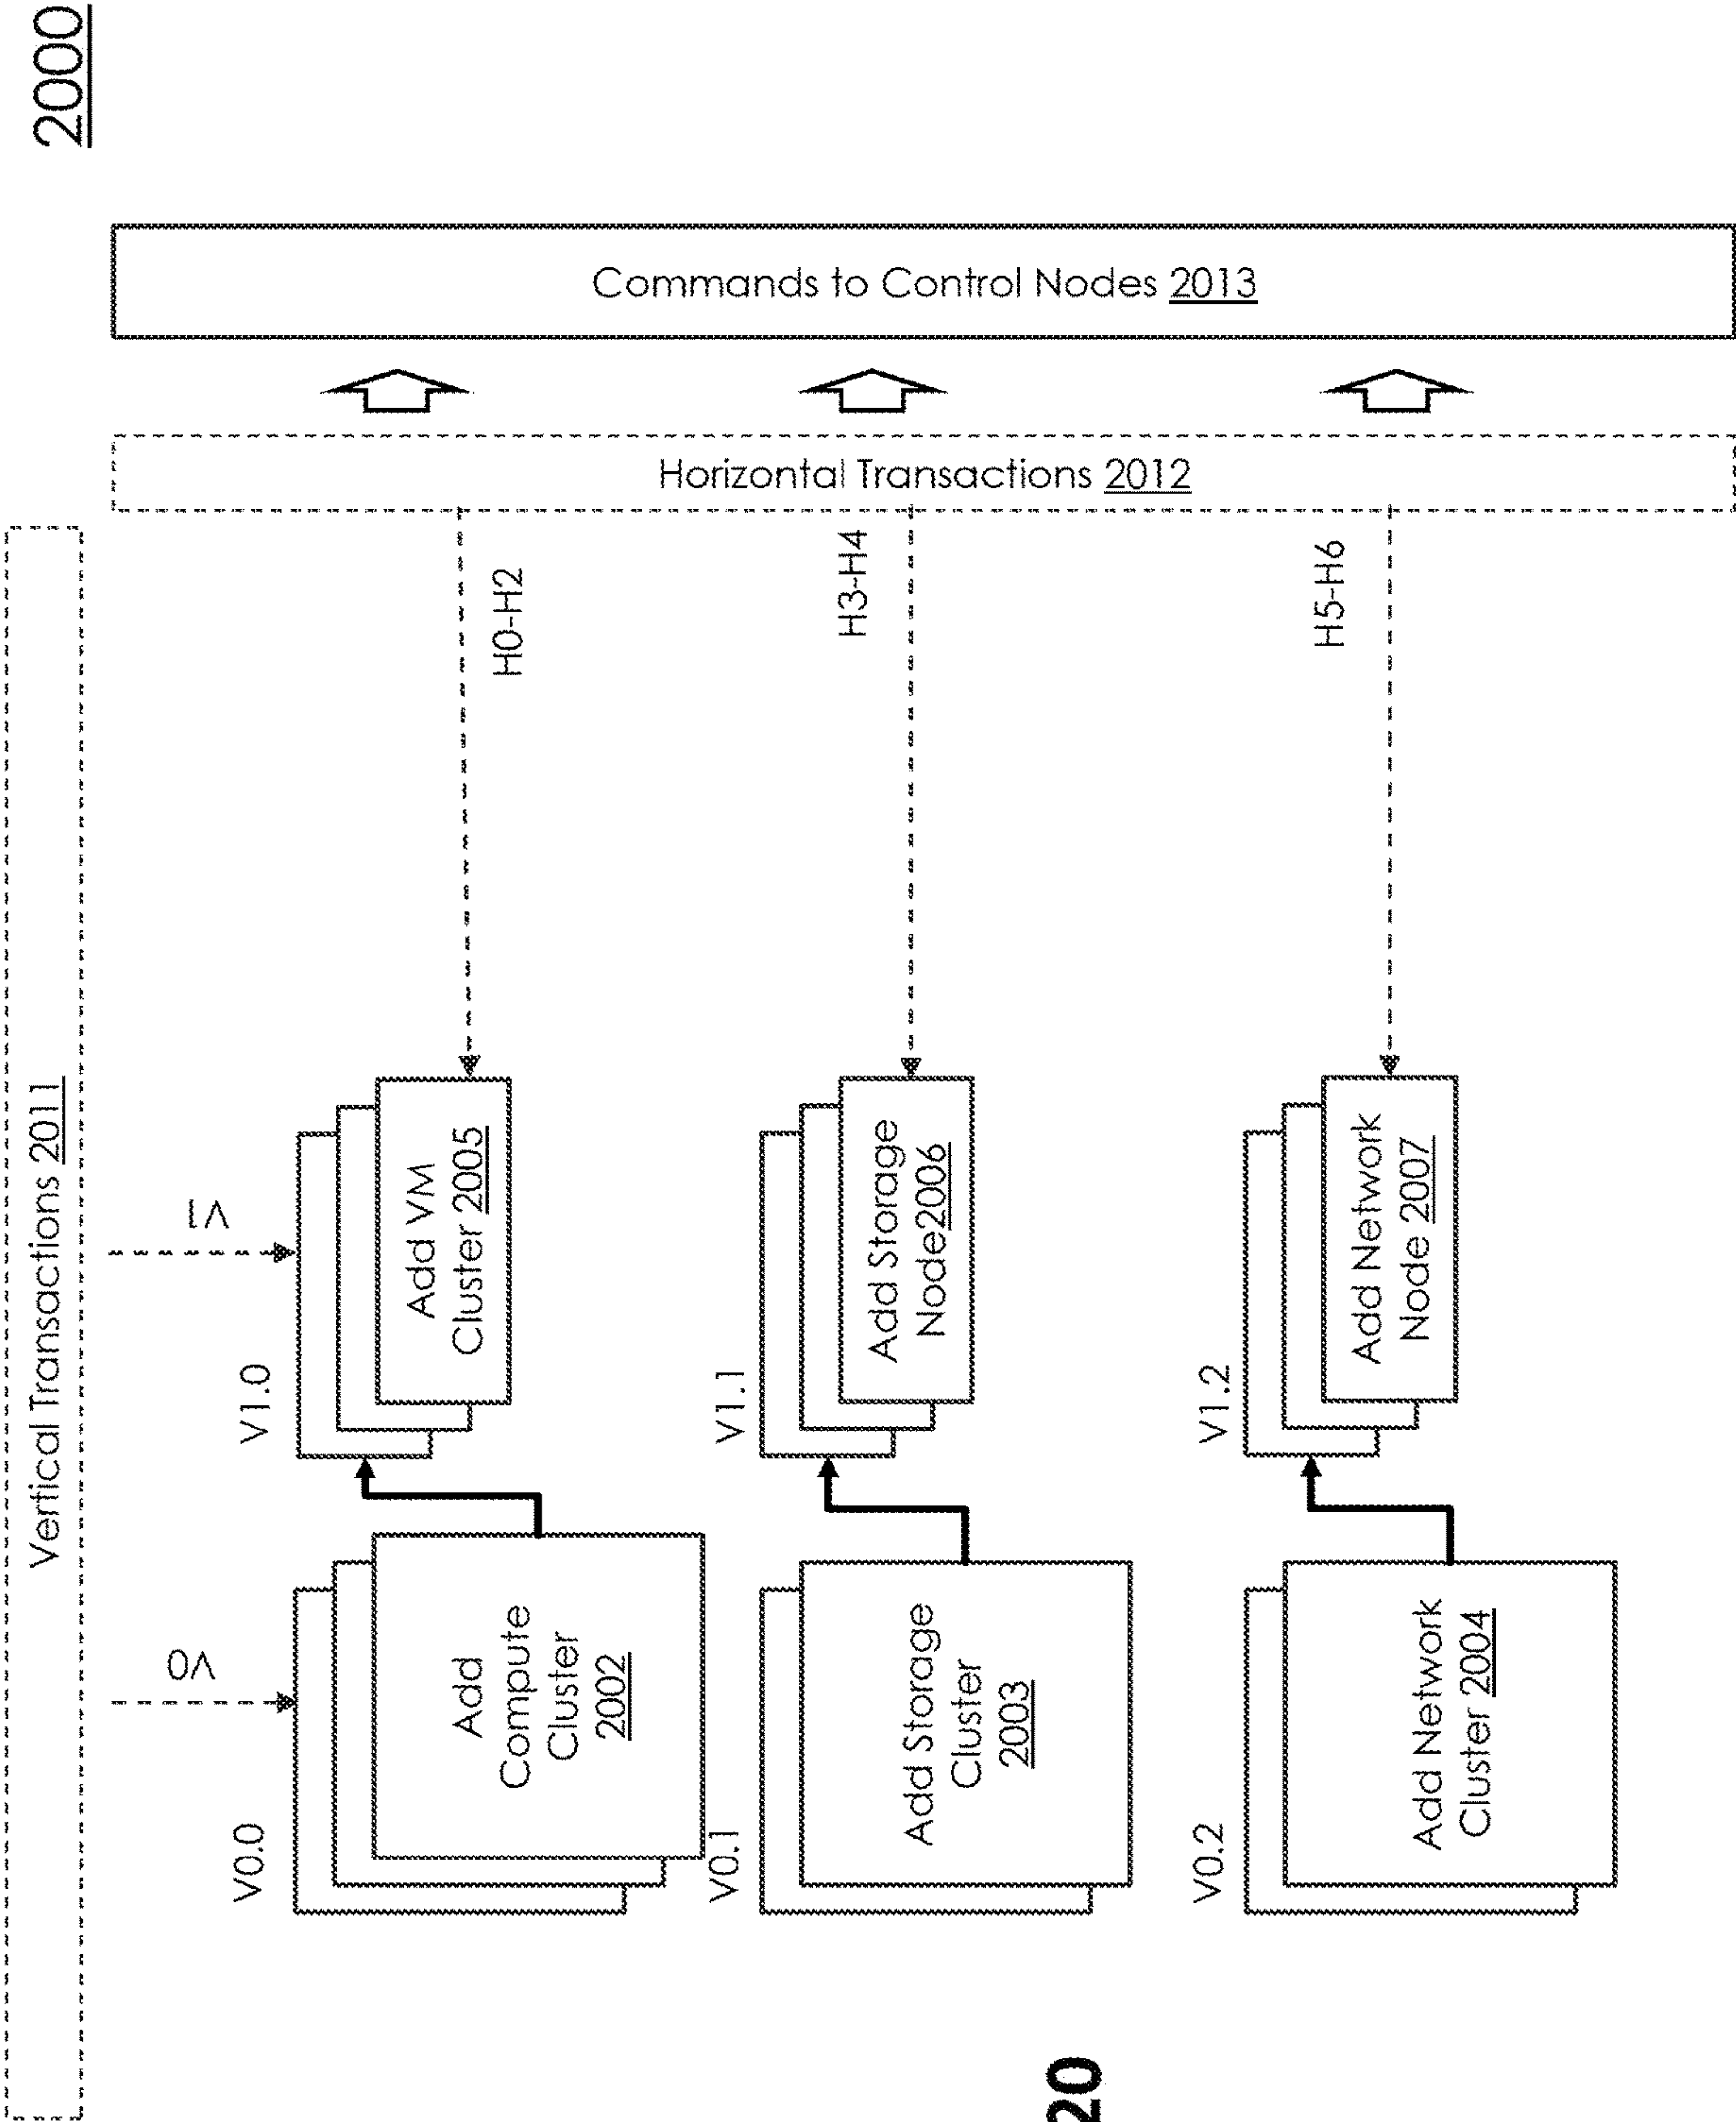 2000
Vertical Transactions 2011
V0
V1
V0.0
Add
Compute
Cluster
2002
V1.0
Add VM
Cluster 2005
H0-H2
V0.1
Add Storage
Cluster
2003
V1.1
Add Storage
Node2006
H3-H4
V0.2
Add Network
Cluster 2004
V1.2
Add Network
Node 2007
H5-H6
Horizontal Transactions 2012
Commands to Control Nodes 2013
20